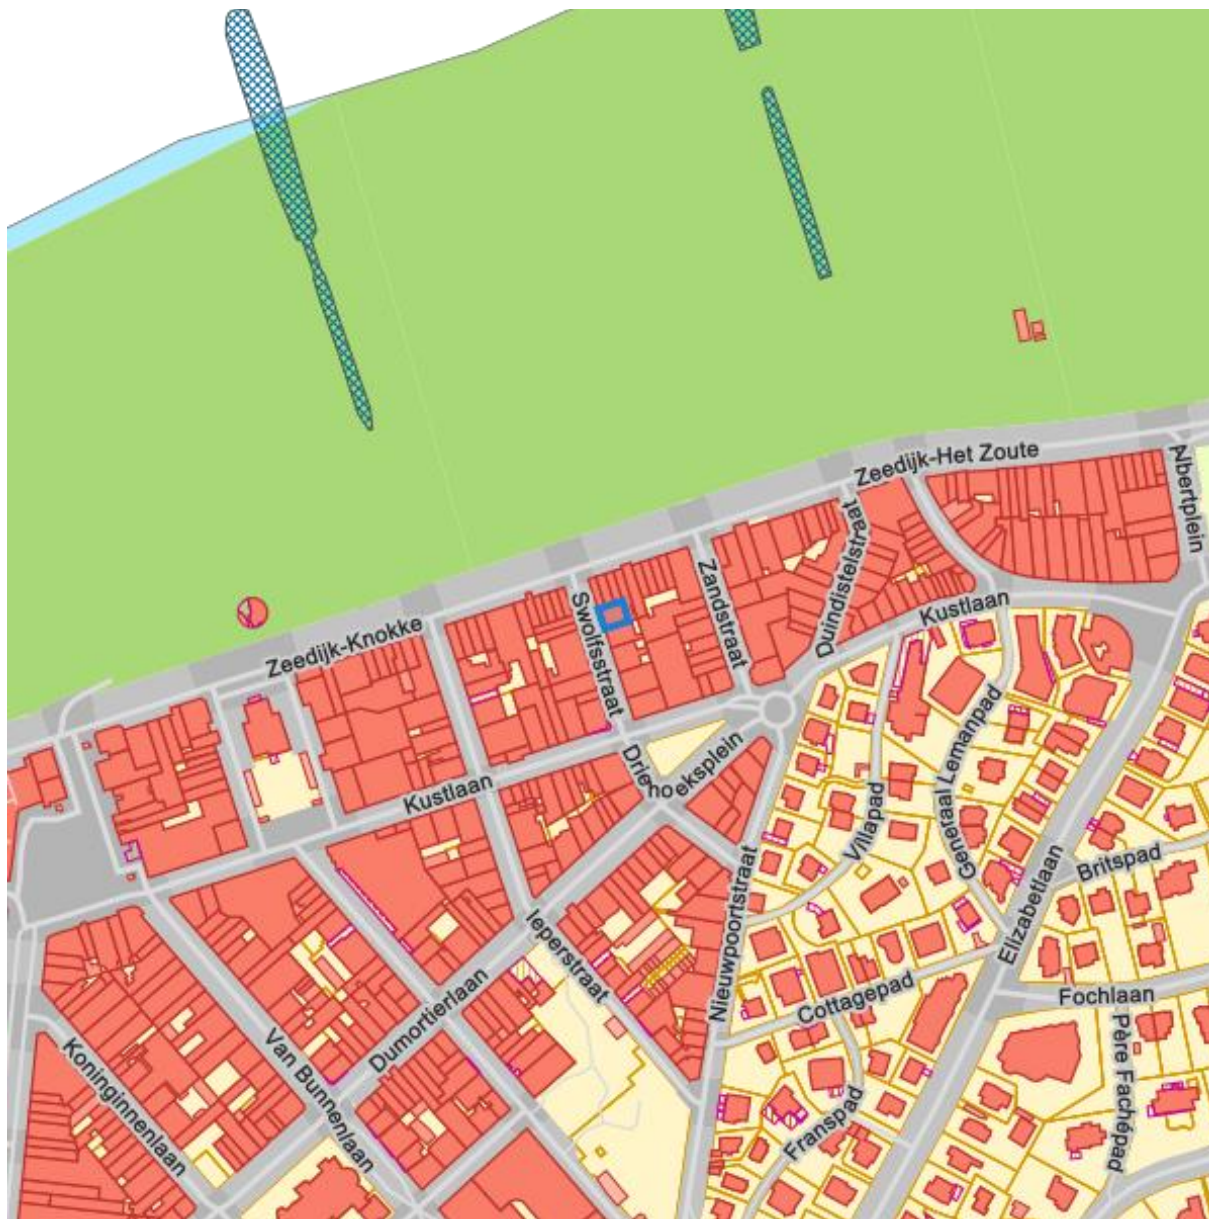 Zeedijk-Het Zoute
Albertplein
Duindistelstraat
Zandstraat
Swolfsstraat
Kustlaan
Zeedijk-Knokke
Driehoeksplein
Kustlaan
Villapad
Generaal Lemanpad
Britspad
Elizabetlaan
Nieuwpoortstraat
Ieperstraat
Cottagepad
Fochlaan
Dumortierlaan
Van Bunnenlaan
Koninginnenlaan
Père Fachépad
Franspad